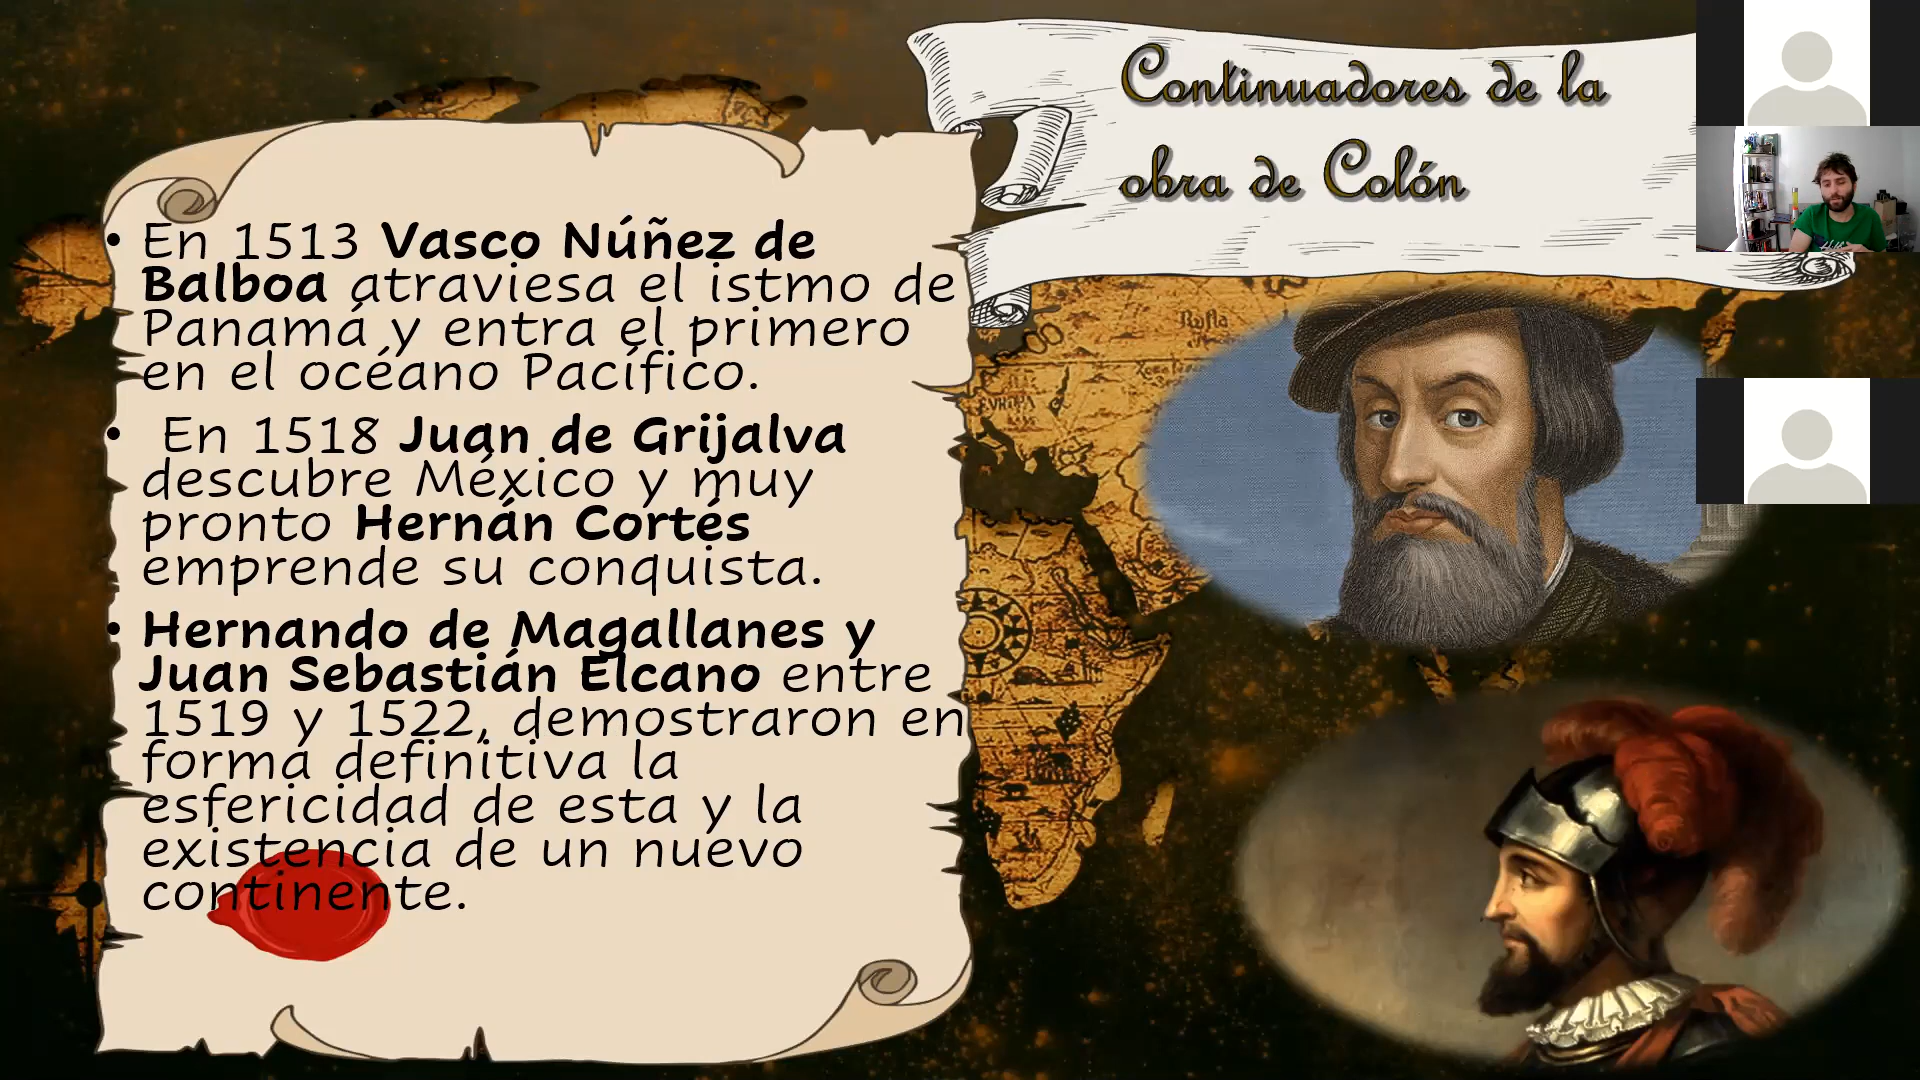 Continuadores de la
obra de Colón
• En 1513 Vasco Núñez de
Balboa atraviesa el istmo de
Panamá y entra el primero
en el océano Pacífico.
• En 1518 Juan de Grijalva
descubre México y muy
pronto Hernán Cortés
emprende su conquista.
• Hernando de Magallanes y
Juan Sebastián Elcano entre
1519 y 1522, demostraron en
forma definitiva la
esfericidad de esta y la
existencia de un nuevo
continente.